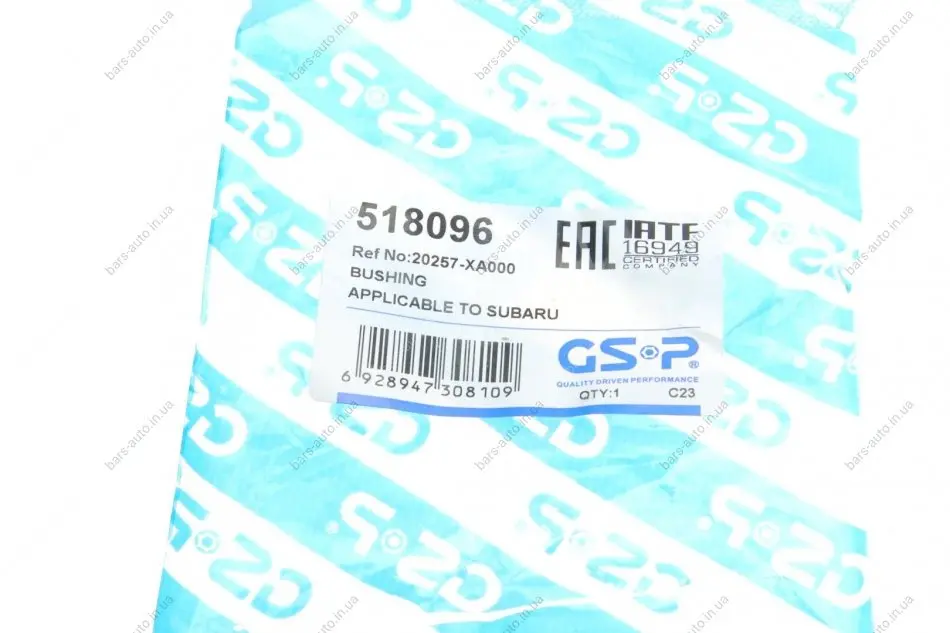 518096
Ref No:20257-XA000
BUSHING
APPLICABLE TO SUBARU
6 928947 308109
EAC
IATF
16949
CERTIFIED
COMPANY
GSP
®
QUALITY DRIVEN PERFORMANCE
QTY:1 C23
bars-auto.in.ua